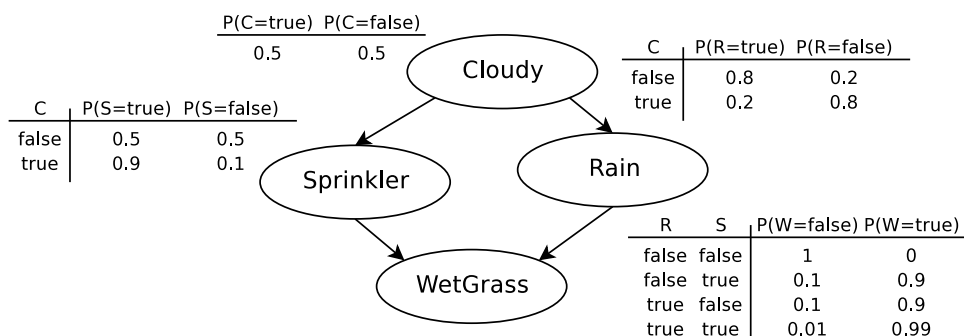 P(C=true) P(C=false)
0.5 0.5
Cloudy
C P(R=true) P(R=false)
false 0.8 0.2
true 0.2 0.8
C P(S=true) P(S=false)
false 0.5 0.5
true 0.9 0.1
Sprinkler
Rain
R S P(W=false) P(W=true)
false false 1 0
false true 0.1 0.9
true false 0.1 0.9
true true 0.01 0.99
WetGrass